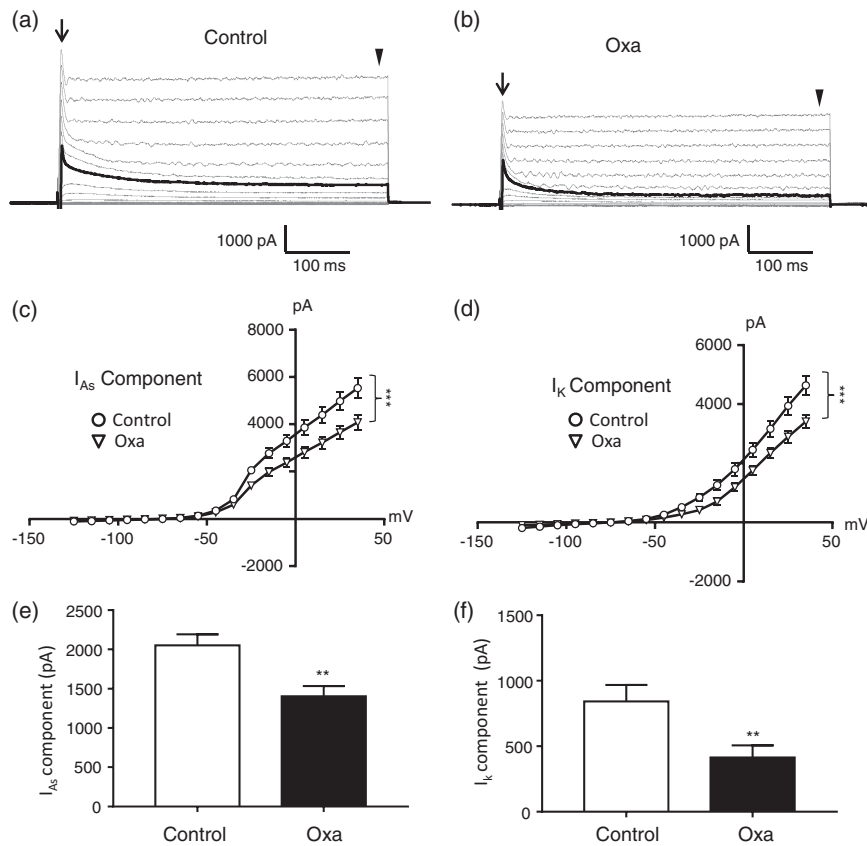 (a)
Control
(b)
Oxa
1000 pA
100 ms
1000 pA
100 ms
(c)
pA
8000
6000
4000
-2000
I_As Component
Control
Oxa
***
mV
-150
-100
-50
50
(d)
pA
6000
4000
-2000
I_K Component
Control
Oxa
***
mV
-150
-100
-50
50
(e)
2500
2000
1500
1000
500
0
I_As component (pA)
**
Control
Oxa
(f)
1500
1000
500
0
I_k component (pA)
**
Control
Oxa